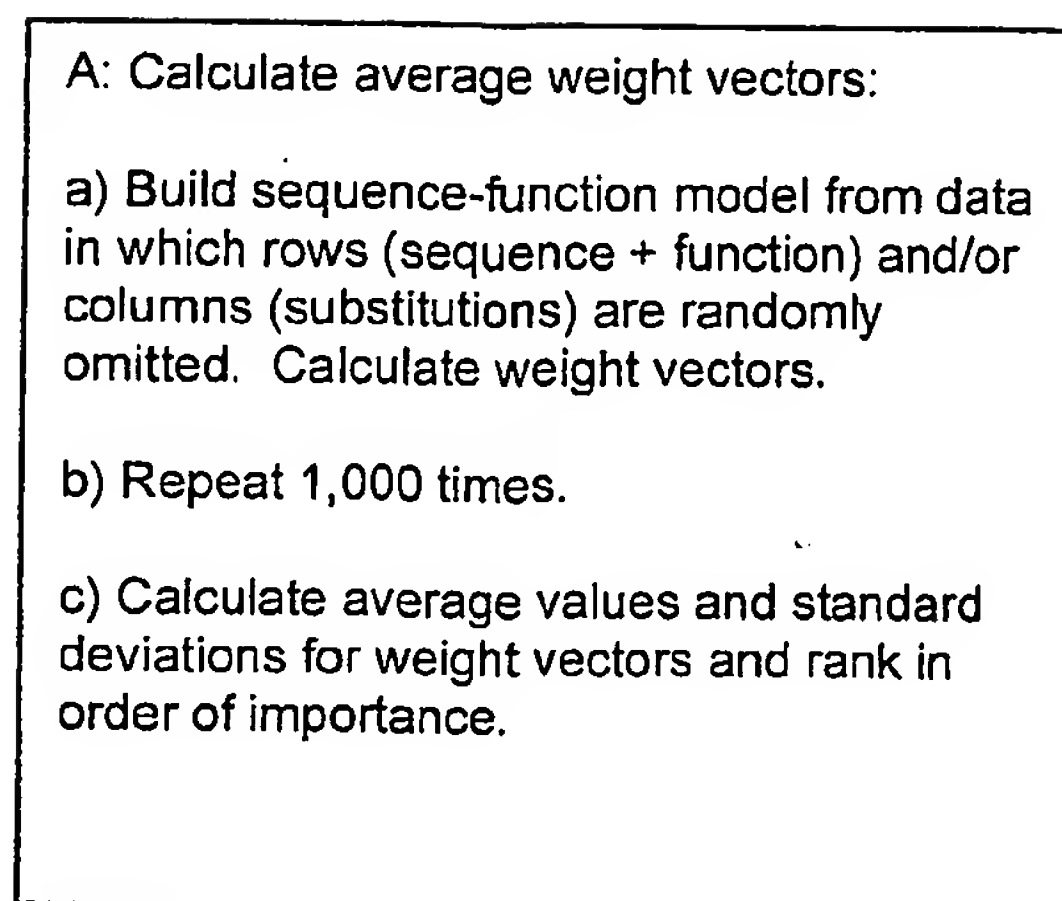 A: Calculate average weight vectors:
a) Build sequence-function model from data
in which rows (sequence + function) and/or
columns (substitutions) are randomly
omitted. Calculate weight vectors.
b) Repeat 1,000 times.
c) Calculate average values and standard
deviations for weight vectors and rank in
order of importance.